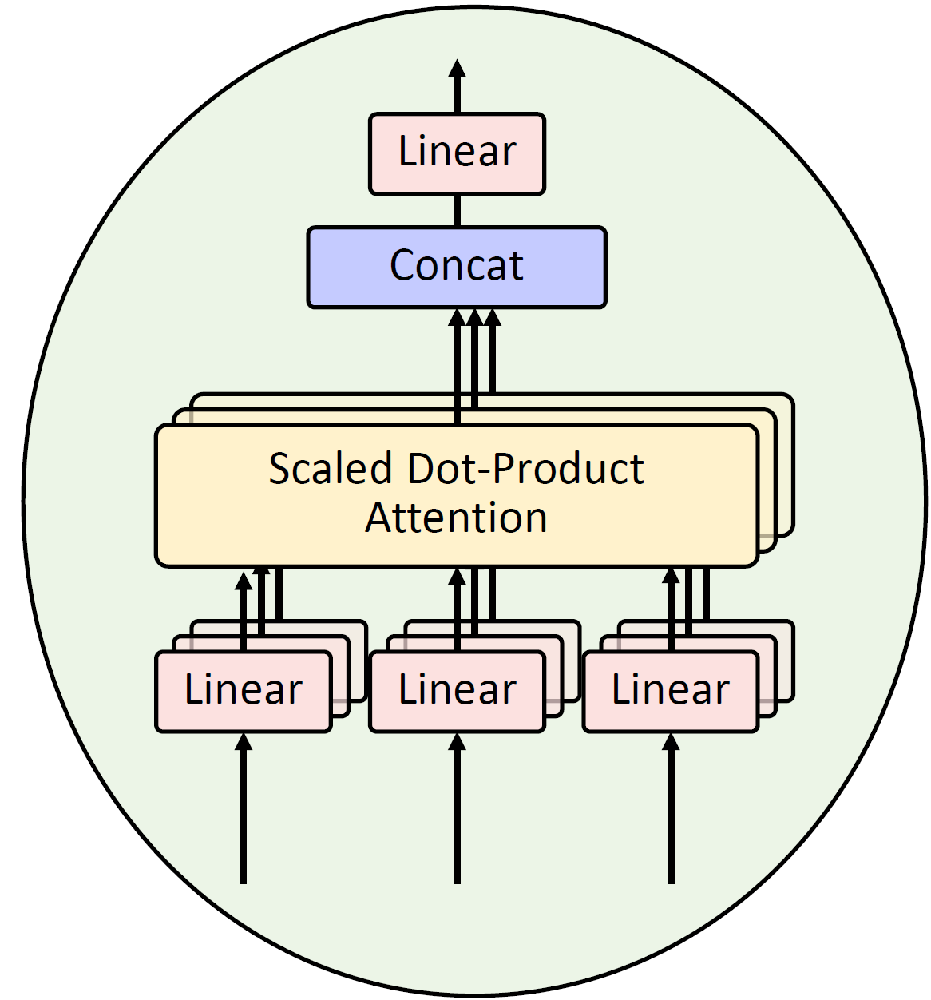 Linear
Concat
Scaled Dot-Product
Attention
Linear Linear Linear